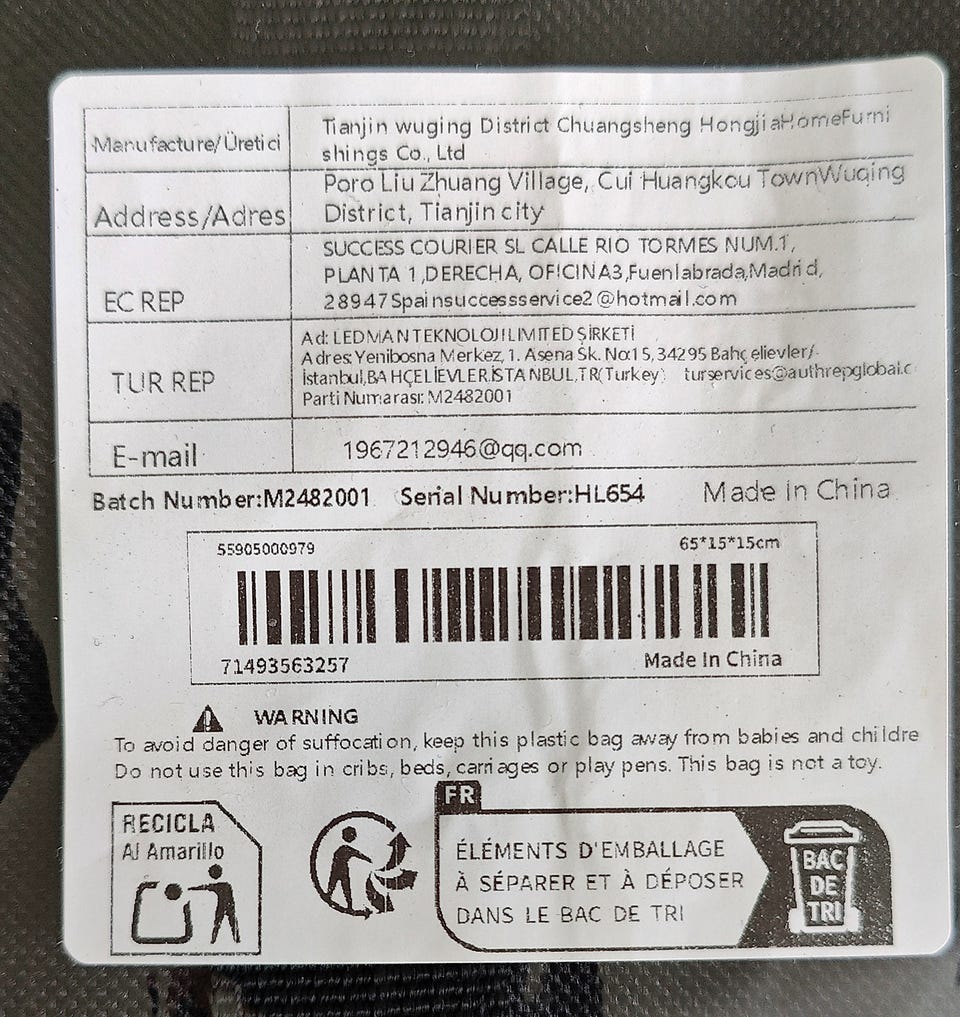 Manufacture/Üretici
Tianjin wuging District Chuangsheng HongjiaHomeFurni
shings Co., Ltd
Address/Adres
Poro Liu Zhuang Village, Cui Huangkou TownWuqing
District, Tianjin city
EC REP
SUCCESS COURIER SL CALLE RIO TORMES NUM.1,
PLANTA 1,DERECHA, OFICINA3,Fuenlabrada,Madrid,
28947Spainsuccessservice2@hotmail.com
TUR REP
Ad: LEDMAN TEKNOLOJI LIMITED ŞİRKETİ
Adres:Yenibosna Merkez, 1. Asena Sk. No:15,34295 Bahçelievler/
İstanbul,BAHÇELİEVLER.İSTANBUL,TR(Turkey) turservices@authrepglobal.c
Parti Numarası: M2482001
E-mail
1967212946@qq.com
Batch Number:M2482001 Serial Number:HL654 Made In China
55905000979 65*15*15cm
71493563257 Made In China
WARNING
To avoid danger of suffocation, keep this plastic bag away from babies and childre
Do not use this bag in cribs, beds, carriages or play pens. This bag is not a toy.
RECICLA
Al Amarillo
FR
ÉLÉMENTS D'EMBALLAGE
À SÉPARER ET À DÉPOSER
DANS LE BAC DE TRI
BAC
DE
TRI